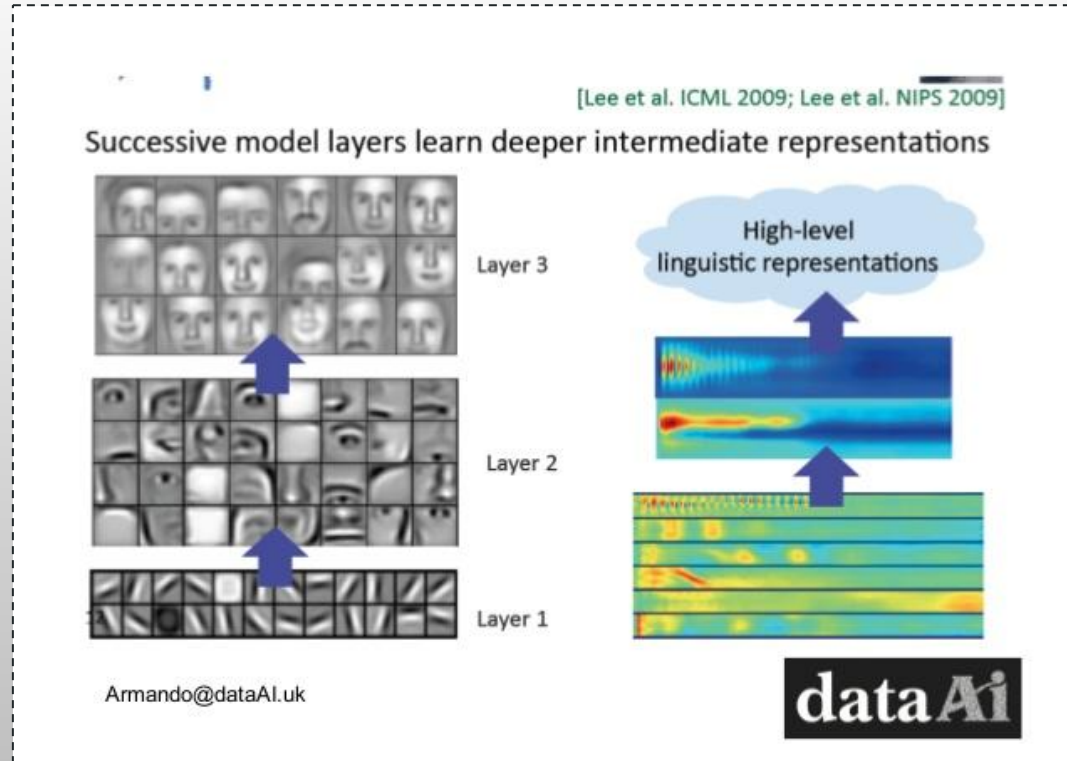 [Lee et al. ICML 2009; Lee et al. NIPS 2009]
Successive model layers learn deeper intermediate representations
Layer 3
High-level
linguistic representations
Layer 2
Layer 1
Armando@dataAI.uk
data Ai